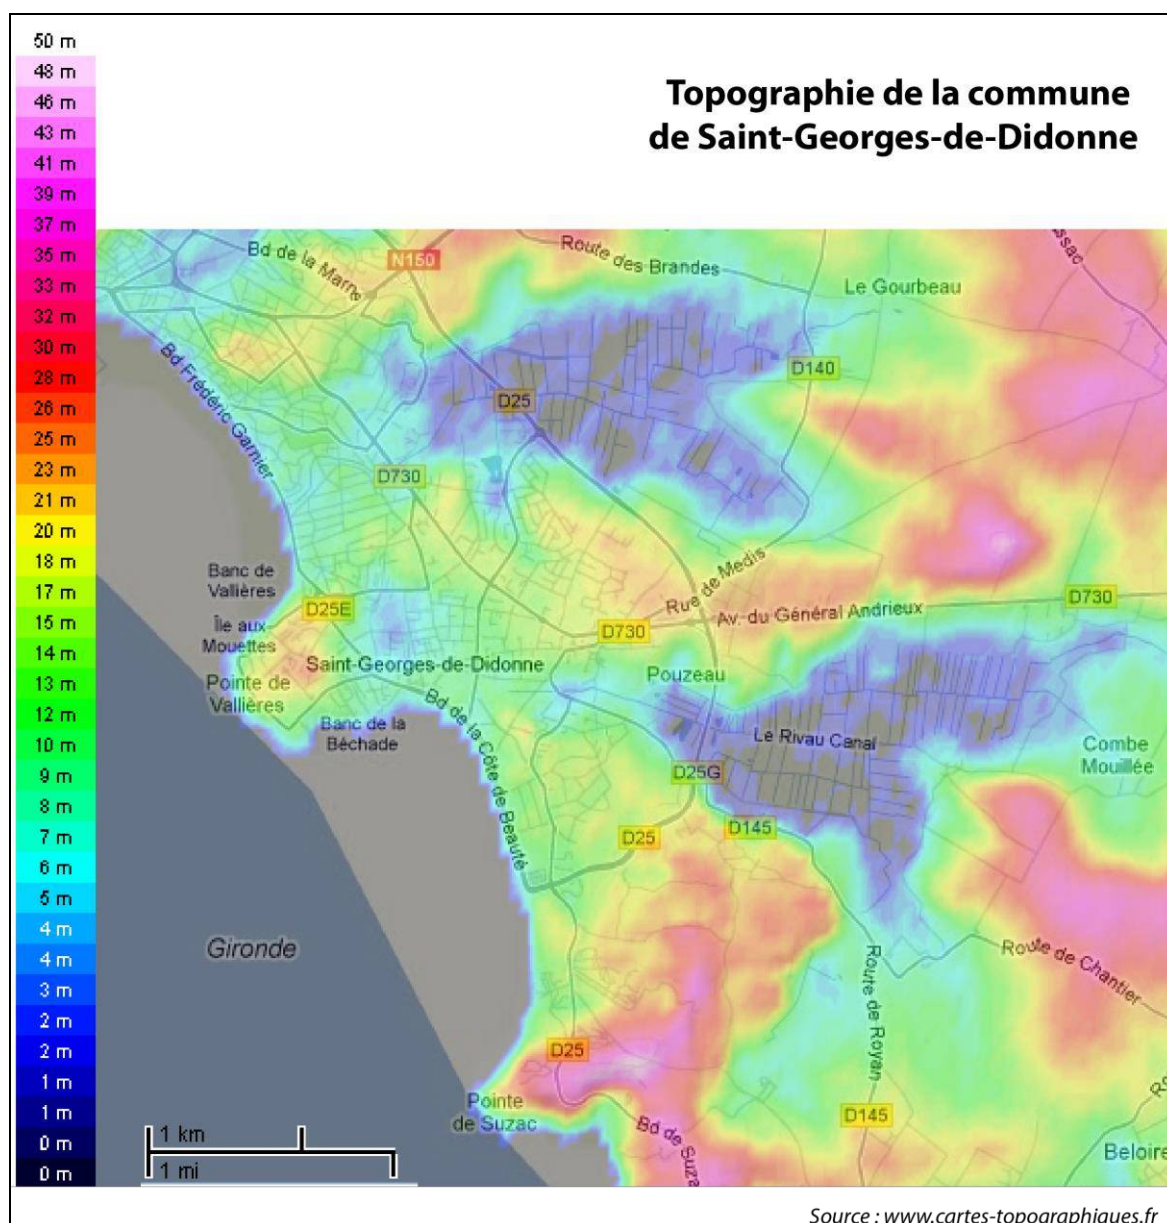 50 m
48 m
46 m
43 m
41 m
39 m
37 m
35 m
33 m
32 m
30 m
28 m
26 m
25 m
23 m
21 m
20 m
18 m
17 m
15 m
14 m
13 m
12 m
10 m
9 m
8 m
7 m
6 m
5 m
4 m
4 m
3 m
2 m
2 m
1 m
1 m
0 m
0 m
Topographie de la commune
de Saint-Georges-de-Didonne
Bd de la Marne
N150
Route des Brandes
Le Gourbeau
Bd Frédéric Garnier
D140
D25
D730
Banc de
Vallières
D25E
Île aux
Mouettes
Rue de Medis
Av. du Général Andrieux
D730
D730
Saint-Georges-de-Didonne
Pouzeau
Pointe de
Vallières
Banc de la
Béchade
Bd de la Côte de Beauté
Le Rivau Canal
Combe
Mouillée
D25G
D25
D145
Gironde
Route de Royan
Route de Chantier
D25
Pointe
de Suzac
Bd de Suza
D145
Beloire
1 km
1 mi
Source : www.cartes-topographiques.fr